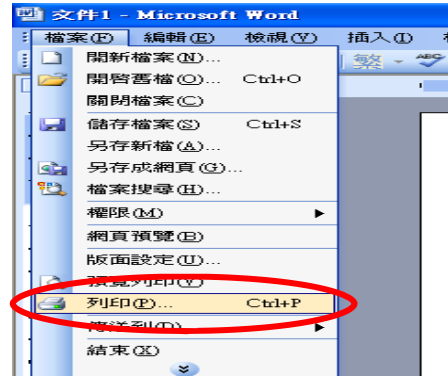 文件1 - Microsoft Word
檔案(F) 編輯(E) 檢視(V) 插入(I)
開新檔案(N)...
開啓舊檔(O)... Ctrl+O
關閉檔案(C)
儲存檔案(S) Ctrl+S
另存新檔(A)...
另存成網頁(G)...
檔案搜尋(H)...
權限(M)
網頁預覽(B)
版面設定(U)...
預覽列印(V)
列印(P)... Ctrl+P
傳送到(D)
結束(X)
繁